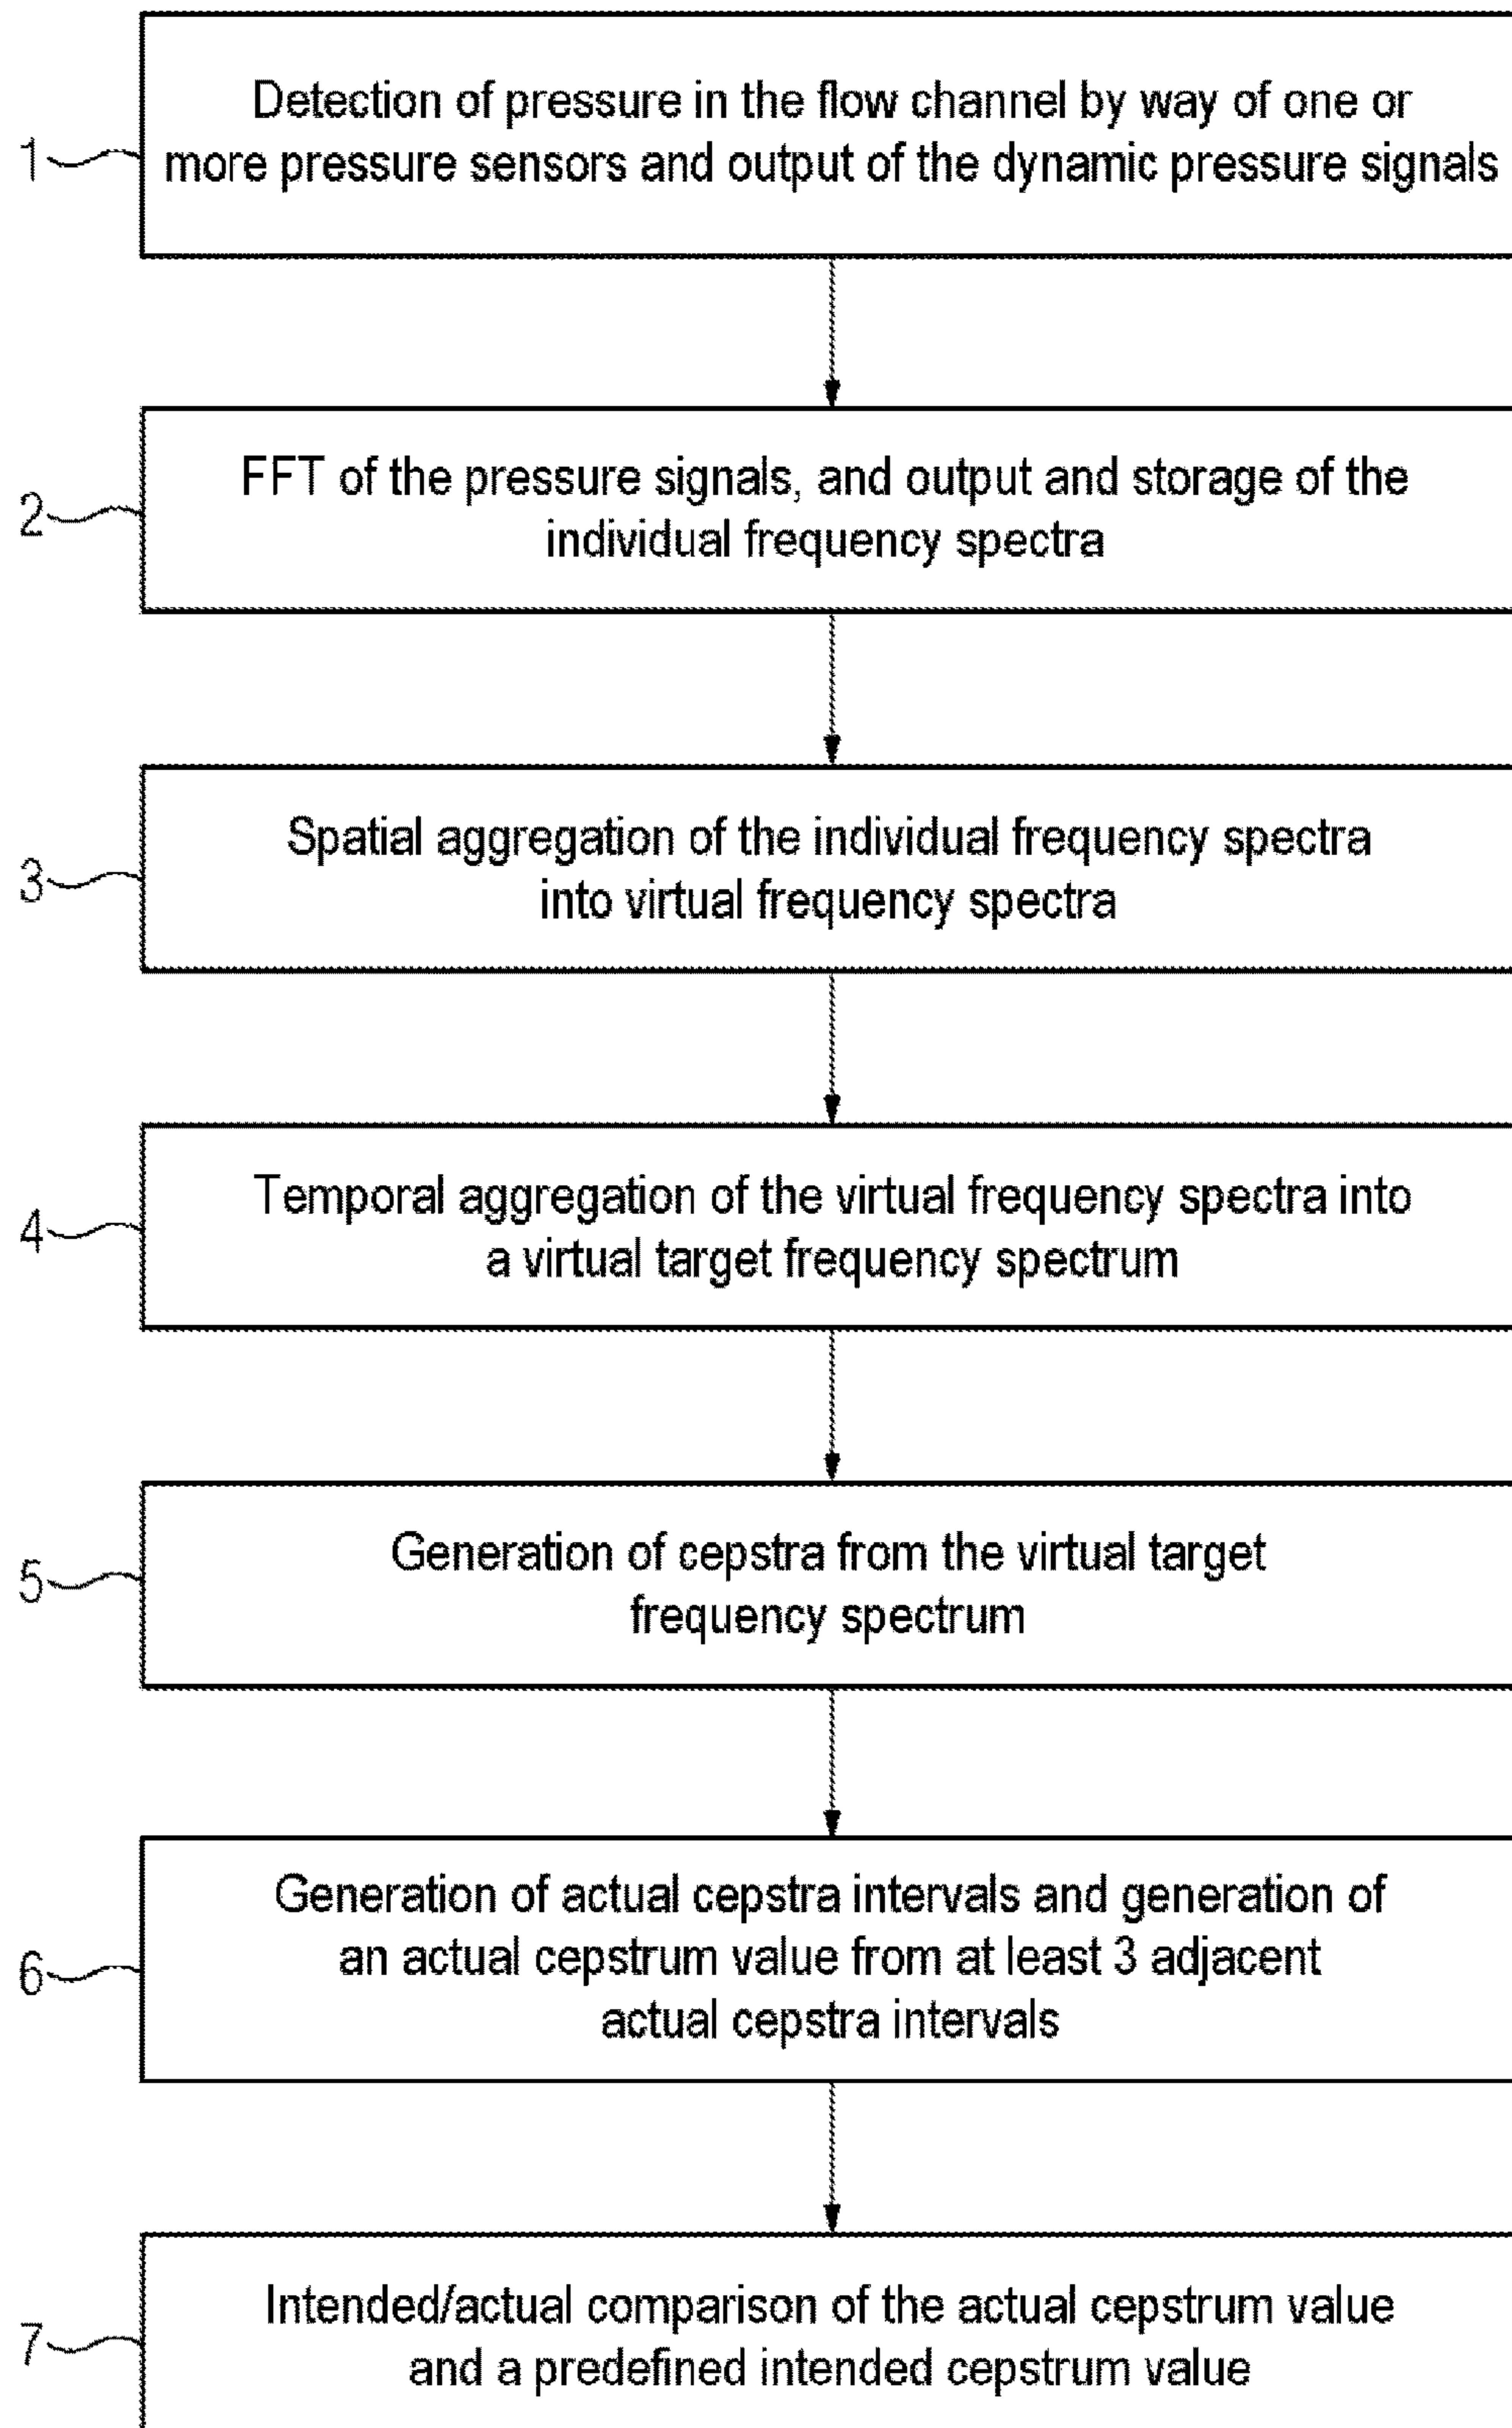 Detection of pressure in the flow channel by way of one or
1 more pressure sensors and output of the dynamic pressure signals
FFT of the pressure signals, and output and storage of the
2 individual frequency spectra
Spatial aggregation of the individual frequency spectra
3 into virtual frequency spectra
Temporal aggregation of the virtual frequency spectra into
4 a virtual target frequency spectrum
Generation of cepstra from the virtual target
5 frequency spectrum
Generation of actual cepstra intervals and generation of
6 an actual cepstrum value from at least 3 adjacent
actual cepstra intervals
Intended/actual comparison of the actual cepstrum value
7 and a predefined intended cepstrum value